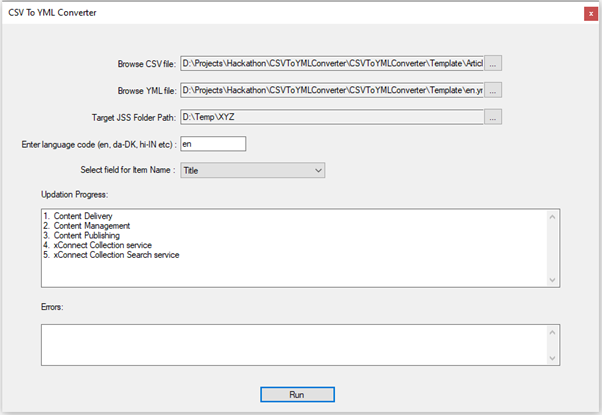 CSV To YML Converter
x
Browse CSV file: D:\Projects\Hackathon\CSVToYMLConverter\CSVToYMLConverter\Template\Articl ...
Browse YML file: D:\Projects\Hackathon\CSVToYMLConverter\CSVToYMLConverter\Template\en.yr ...
Target JSS Folder Path: D:\Temp\XYZ ...
Enter language code (en, da-DK, hi-IN etc) : en
Select field for Item Name : Title
Updation Progress:
1. Content Delivery
2. Content Management
3. Content Publishing
4. xConnect Collection service
5. xConnect Collection Search service
Errors:
Run